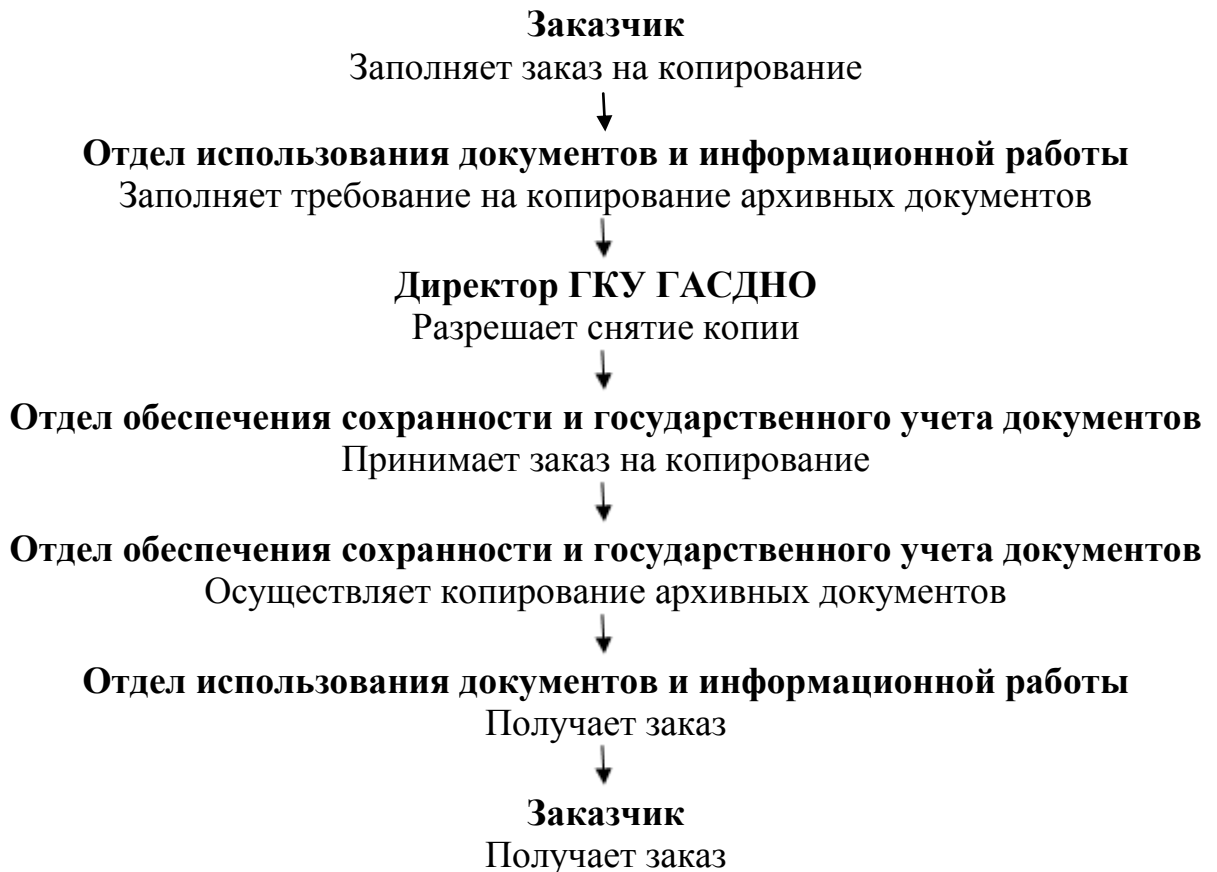 Заказчик
Заполняет заказ на копирование
Отдел использования документов и информационной работы
Заполняет требование на копирование архивных документов
Директор ГКУ ГАСДНО
Разрешает снятие копии
Отдел обеспечения сохранности и государственного учета документов
Принимает заказ на копирование
Отдел обеспечения сохранности и государственного учета документов
Осуществляет копирование архивных документов
Отдел использования документов и информационной работы
Получает заказ
Заказчик
Получает заказ